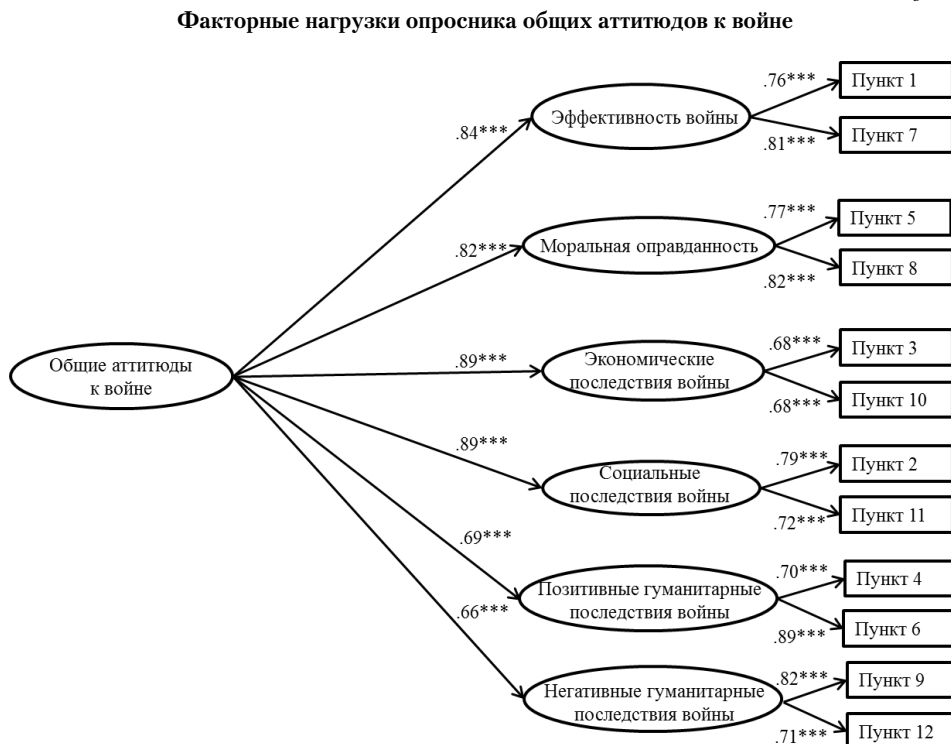 Факторные нагрузки опросника общих аттитюдов к войне
.76***
Пункт 1
Эффективность войны
.84***
.81***
Пункт 7
.77***
Пункт 5
.82***
Моральная оправданность
.82***
Пункт 8
.68***
Пункт 3
Общие аттитюды
к войне
.89***
Экономические
последствия войны
.68***
Пункт 10
.89***
.79***
Пункт 2
Социальные
последствия войны
.72***
Пункт 11
.69***
.70***
Пункт 4
Позитивные гуманитарные
последствия войны
.66***
.89***
Пункт 6
.82***
Пункт 9
Негативные гуманитарные
последствия войны
.71***
Пункт 12